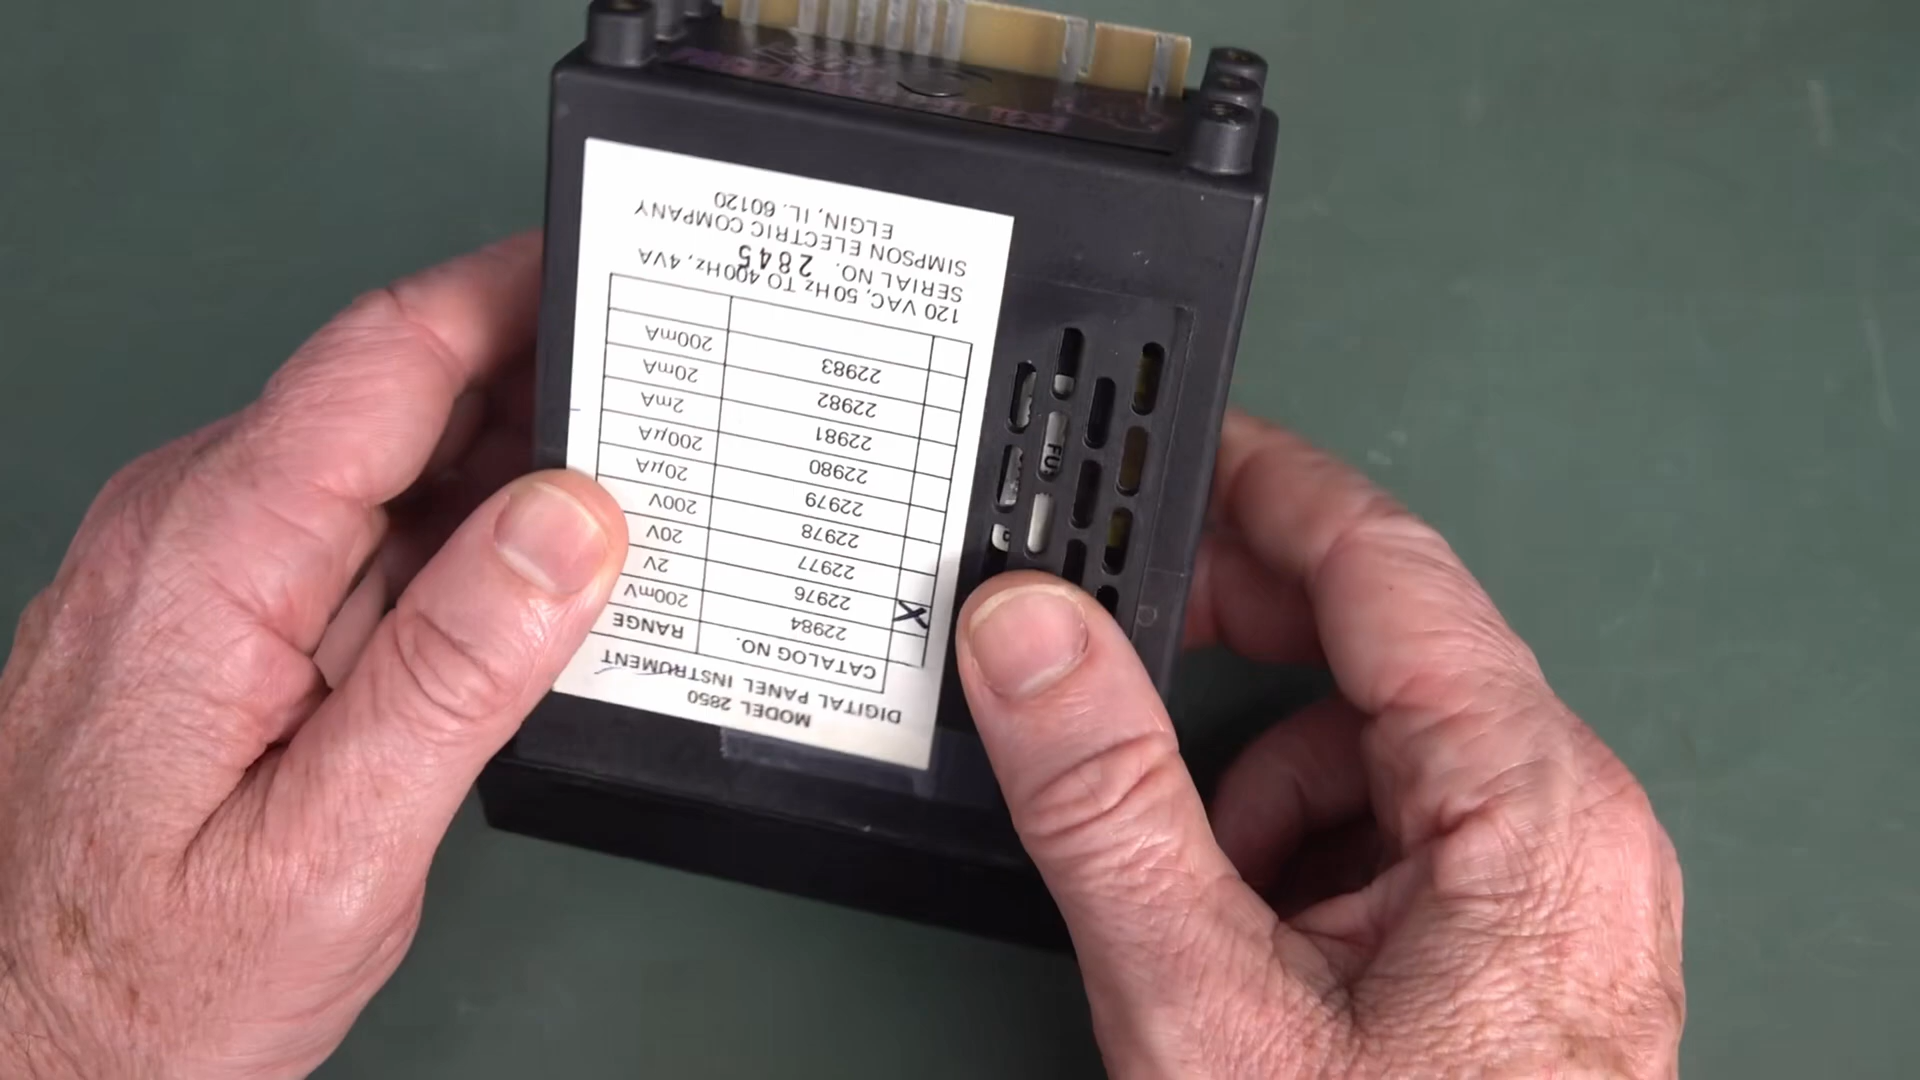 MODEL 2850
DIGITAL PANEL INSTRUMENT
CATALOG NO. RANGE
22984 200mV
X 22976 2V
22977 20V
22978 200V
22979 20µA
22980 200µA
22981 2mA
22982 20mA
22983 200mA
120 VAC, 50Hz TO 400Hz, 4VA
SERIAL NO. 2845
SIMPSON ELECTRIC COMPANY
ELGIN, IL. 60120
FU